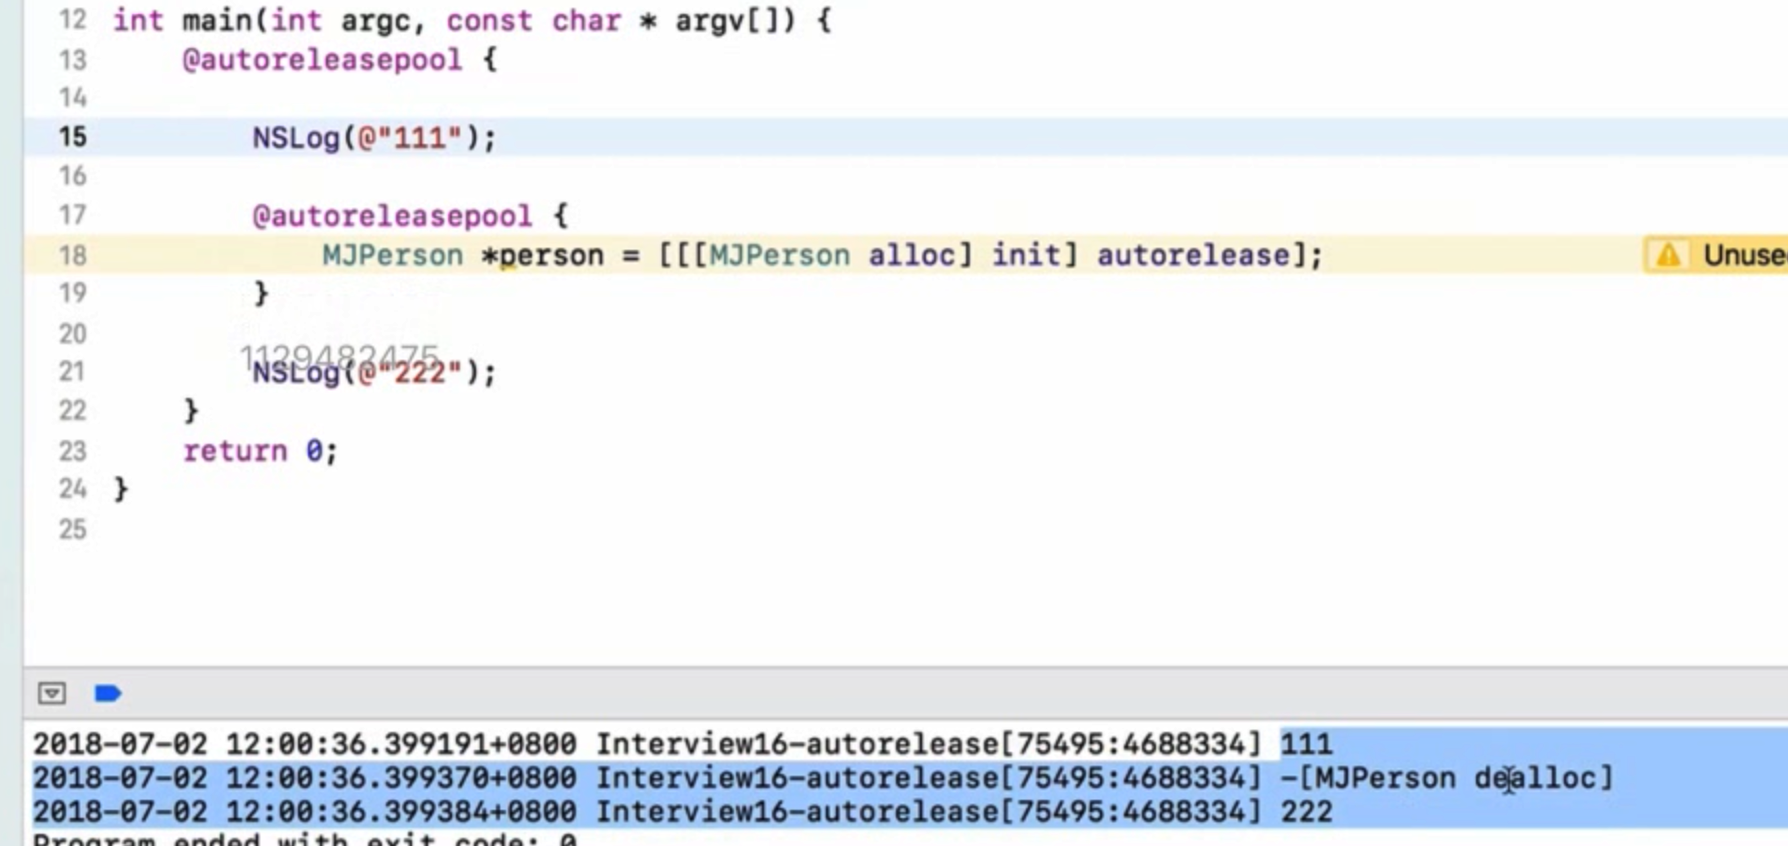 12 int main(int argc, const char * argv[]) {
13 @autoreleasepool {
14
15 NSLog(@"111");
16
17 @autoreleasepool {
18 MJPerson *person = [[[MJPerson alloc] init] autorelease]; Unuse
19 }
20
1129482475
21 NSLog(@"222");
22 }
23 return 0;
24 }
25
2018-07-02 12:00:36.399191+0800 Interview16-autorelease[75495:4688334] 111
2018-07-02 12:00:36.399370+0800 Interview16-autorelease[75495:4688334] -[MJPerson dealloc]
2018-07-02 12:00:36.399384+0800 Interview16-autorelease[75495:4688334] 222
Program ended with exit code: 0